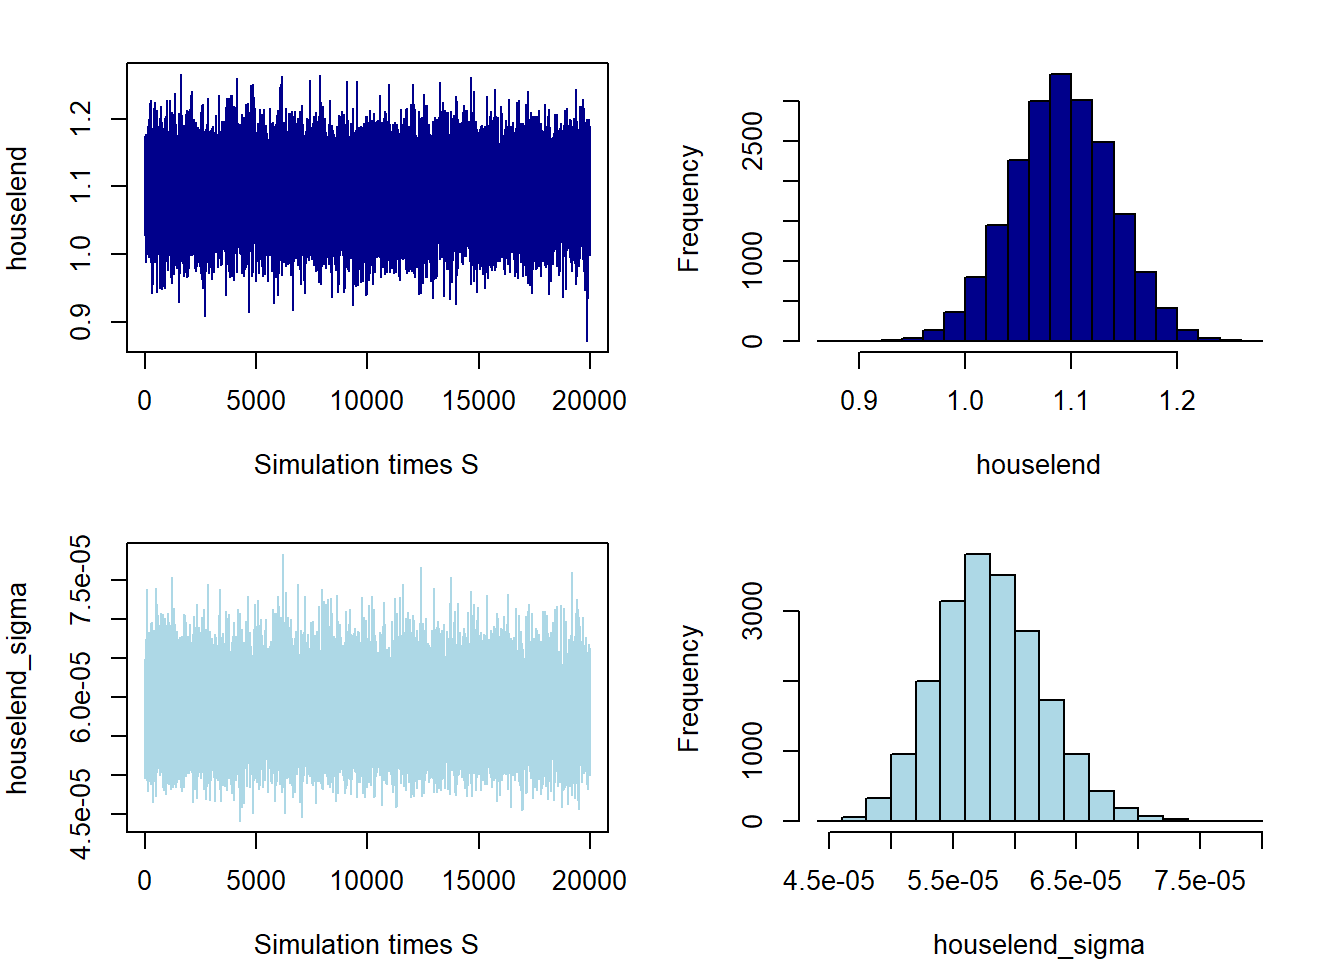 houselend
0.9 1.0 1.1 1.2
0 5000 10000 15000 20000
Simulation times S
Frequency
0 1000 2500
0.9 1.0 1.1 1.2
houselend
houselend_sigma
4.5e-05 6.0e-05 7.5e-05
0 5000 10000 15000 20000
Simulation times S
Frequency
0 1000 3000
4.5e-05 5.5e-05 6.5e-05 7.5e-05
houselend_sigma